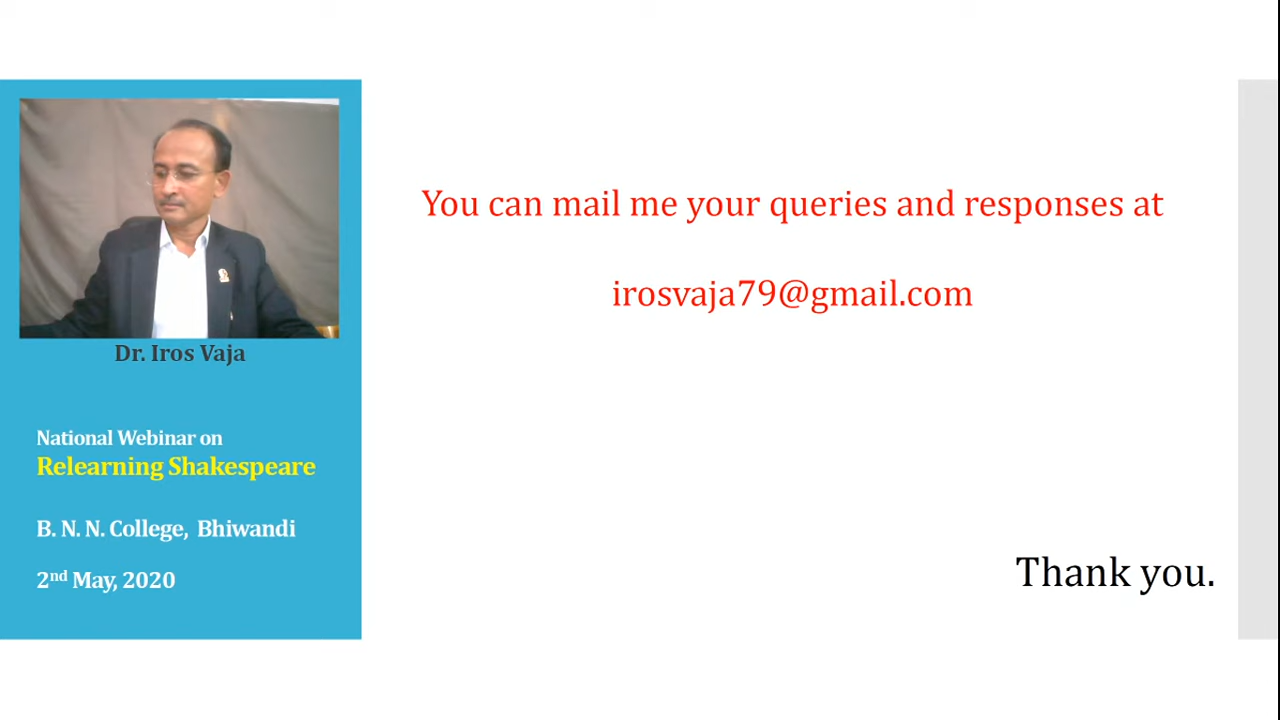 Dr. Iros Vaja
National Webinar on
Relearning Shakespeare
B. N. N. College, Bhiwandi
2nd May, 2020
You can mail me your queries and responses at
irosvaja79@gmail.com
Thank you.